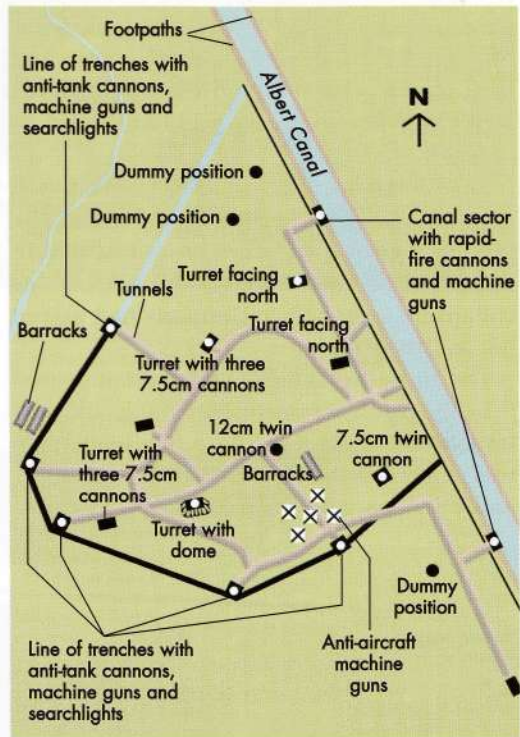 Footpaths
Line of trenches with
anti-tank cannons,
machine guns and
searchlights
Albert Canal
N
Dummy position
Dummy position
Canal sector
with rapid-
fire cannons
and machine
guns
Turret facing
north
Tunnels
Barracks
Turret facing
north
Turret with three
7.5cm cannons
12cm twin
cannon
7.5cm twin
cannon
Barracks
Turret with
three 7.5cm
cannons
Turret with
dome
Dummy
position
Line of trenches with
anti-tank cannons,
machine guns and
searchlights
Anti-aircraft
machine
guns